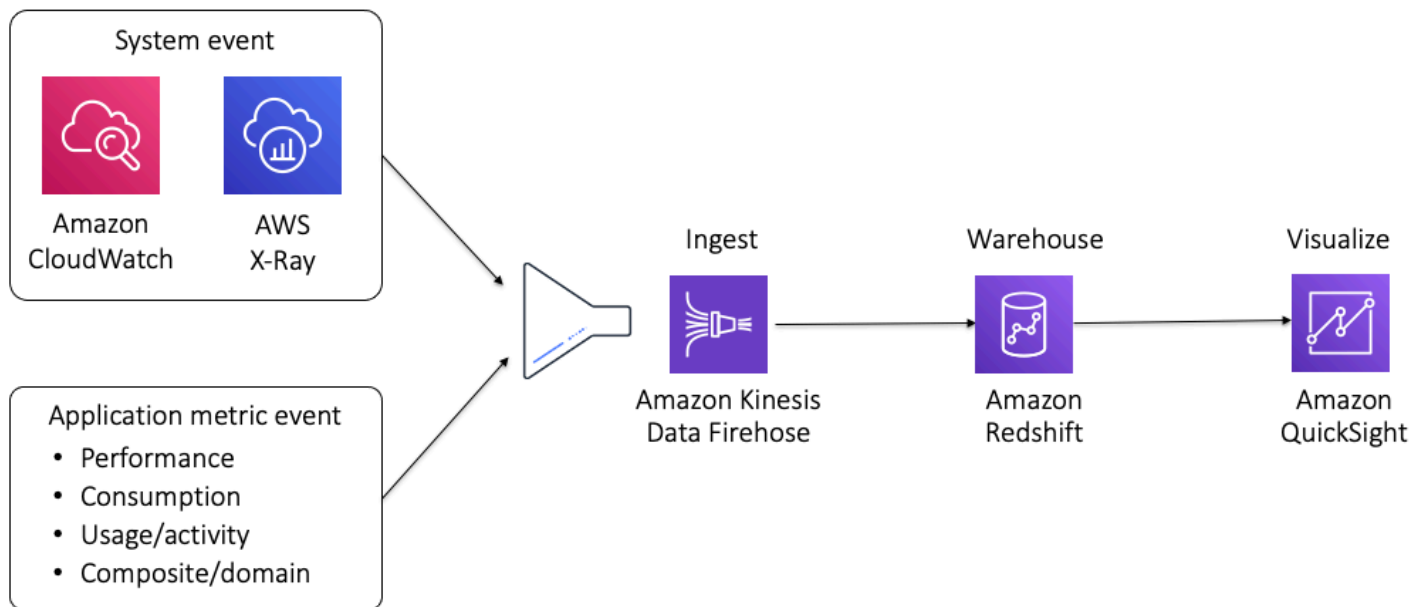 System event
Amazon
CloudWatch
AWS
X-Ray
Application metric event
• Performance
• Consumption
• Usage/activity
• Composite/domain
Ingest
Amazon Kinesis
Data Firehose
Warehouse
Amazon
Redshift
Visualize
Amazon
QuickSight